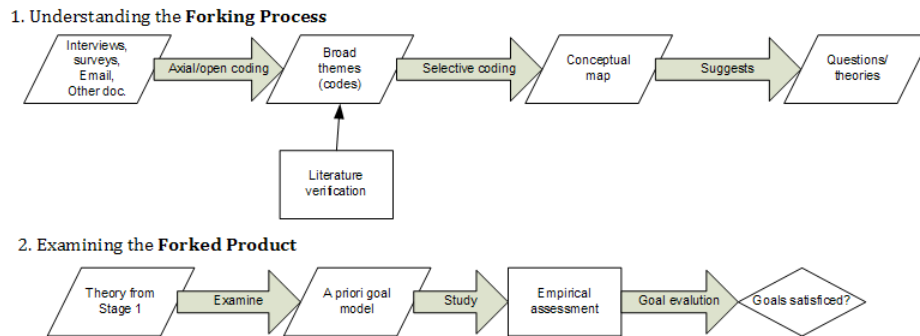 1. Understanding the Forking Process
Interviews,
surveys,
Email,
Other doc.
Axial/open coding
Broad
themes
(codes)
Selective coding
Conceptual
map
Suggests
Questions/
theories
Literature
verification
2. Examining the Forked Product
Theory from
Stage 1
Examine
A priori goal
model
Study
Empirical
assessment
Goal evalution
Goals satisficed?